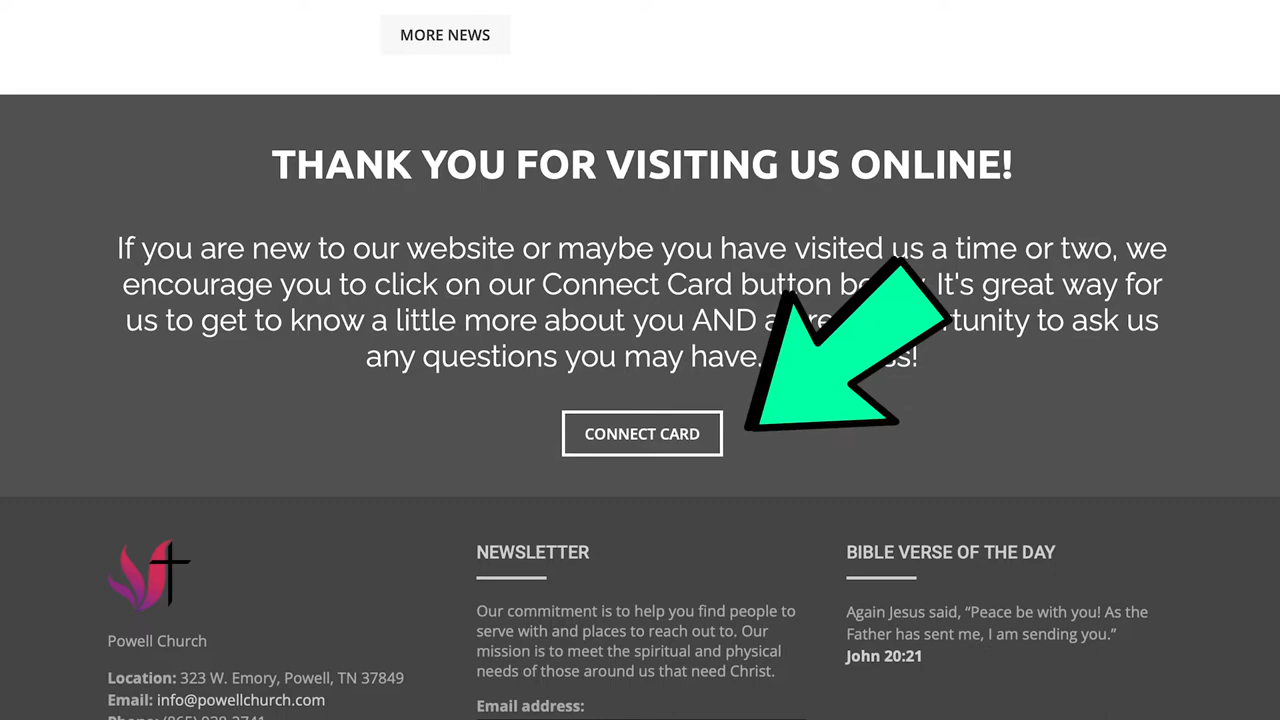 MORE NEWS
THANK YOU FOR VISITING US ONLINE!
If you are new to our website or maybe you have visited us a time or two, we
encourage you to click on our Connect Card button It's great way for
us to get to know a little more about you AND to ask us
any questions you may have.
CONNECT CARD
Powell Church
Location: 323 W. Emory, Powell, TN 37849
Email: info@powellchurch.com
NEWSLETTER
Our commitment is to help you find people to
serve with and places to reach out to. Our
mission is to meet the spiritual and physical
needs of those around us that need Christ.
Email address:
BIBLE VERSE OF THE DAY
Again Jesus said, “Peace be with you! As the
Father has sent me, I am sending you.”
John 20:21